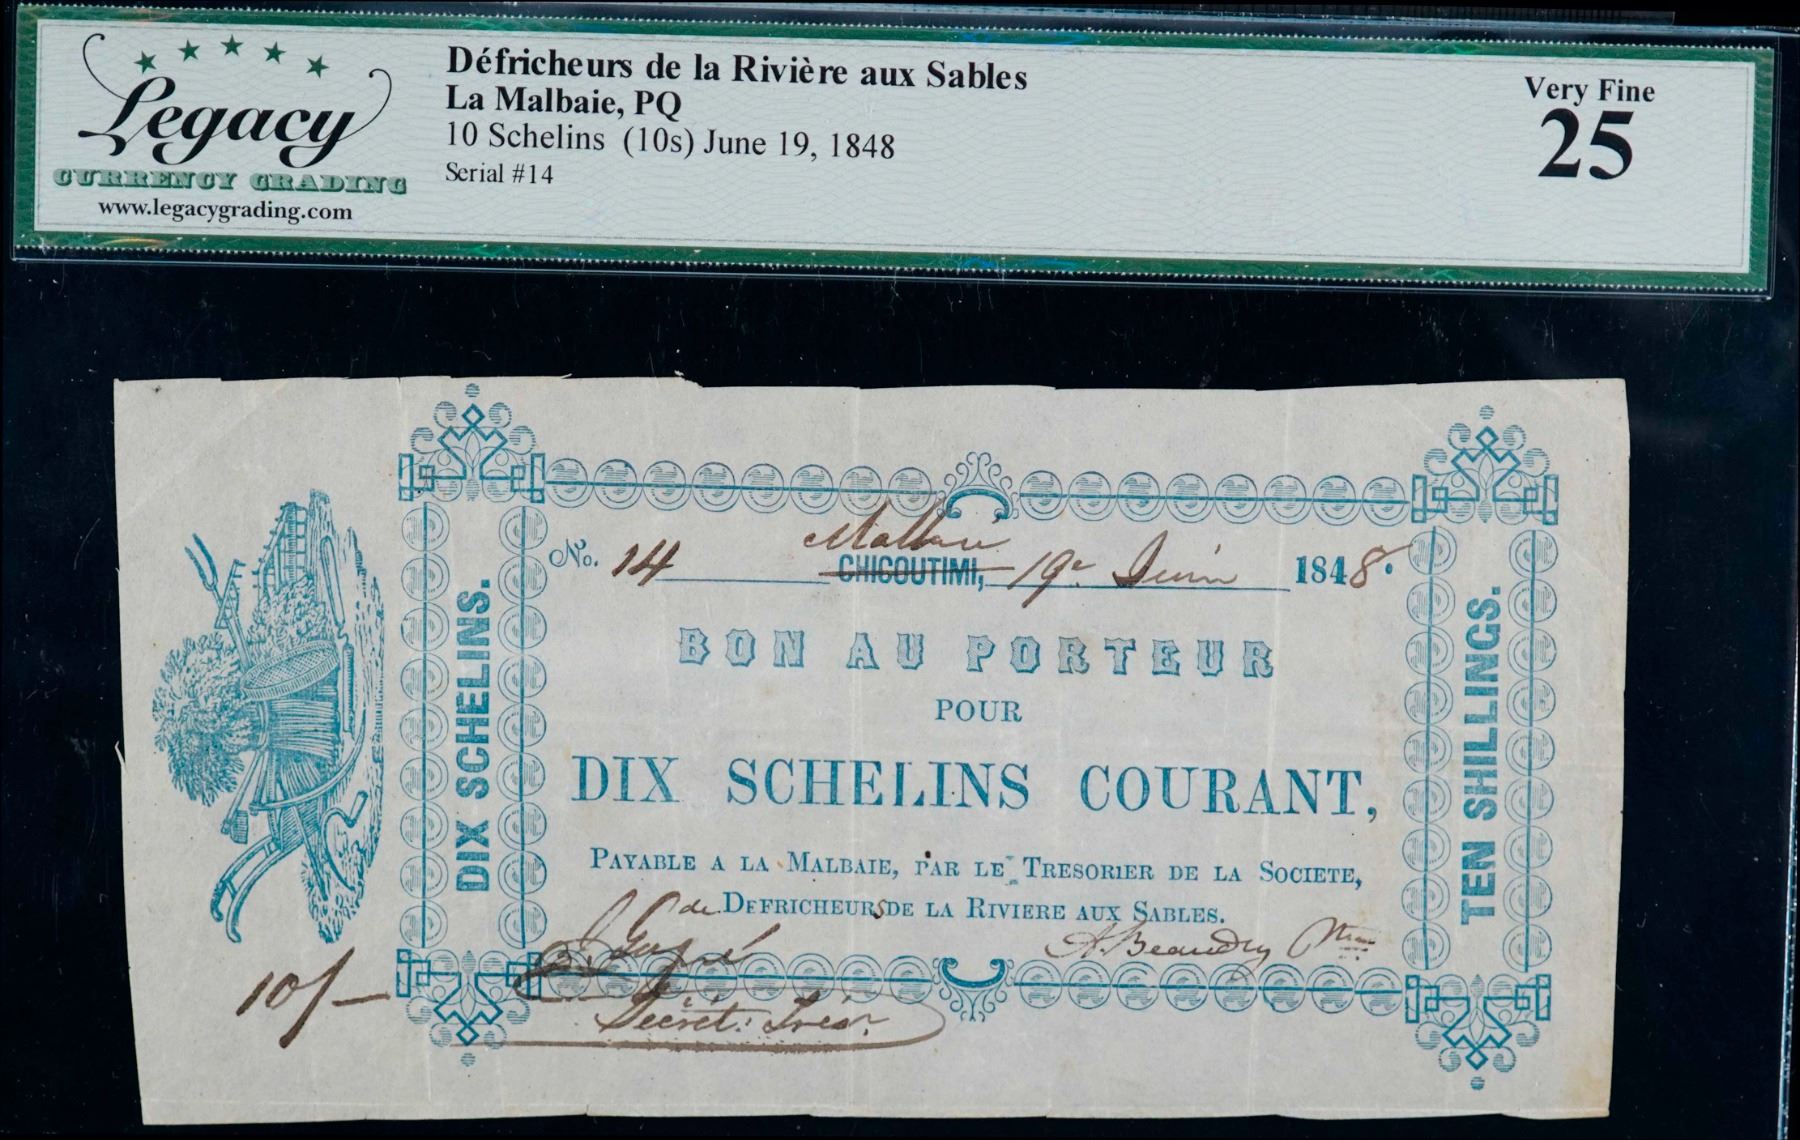 Legacy
CURRENCY GRADING
www.legacygrading.com
Défricheurs de la Rivière aux Sables
La Malbaie, PQ
10 Schelins (10s) June 19, 1848
Serial #14
Very Fine
25
Malbaie
No. 14 CHICOUTIMI, 19e Juin 1848.
BON AU PORTEUR
POUR
DIX SCHELINS COURANT,
PAYABLE A LA MALBAIE, PAR LE TRESORIER DE LA SOCIETE,
de DEFRICHEURS DE LA RIVIERE AUX SABLES.
A. Beaudry Ptre
Secrét: Trés:
10/-
DIX SCHELINS.
TEN SHILLINGS.